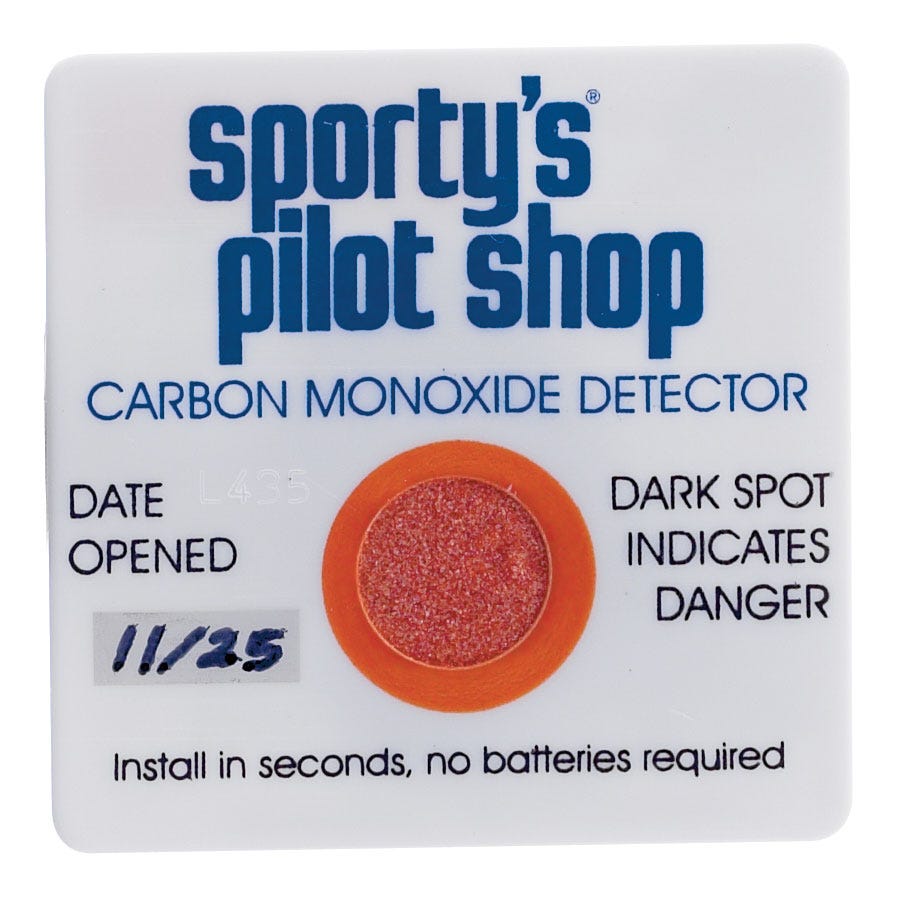 sporty's®
pilot shop
CARBON MONOXIDE DETECTOR
L435
DATE
OPENED
11/25
DARK SPOT
INDICATES
DANGER
Install in seconds, no batteries required